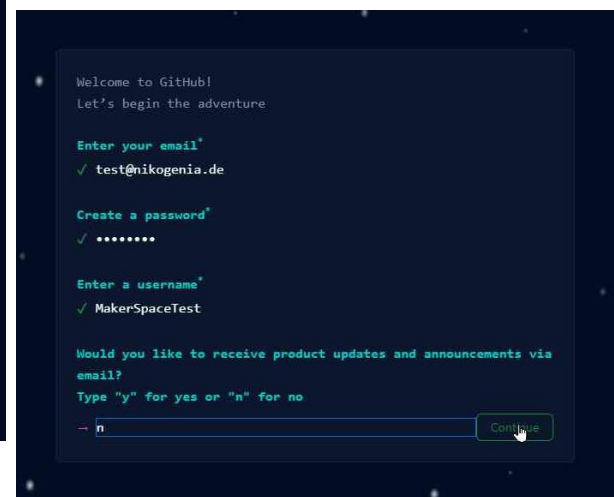 Welcome to GitHub!
Let's begin the adventure
Enter your email*
✓ test@nikogenia.de
Create a password*
✓ ••••••••
Enter a username*
✓ MakerSpaceTest
Would you like to receive product updates and announcements via
email?
Type "y" for yes or "n" for no
→ n Continue